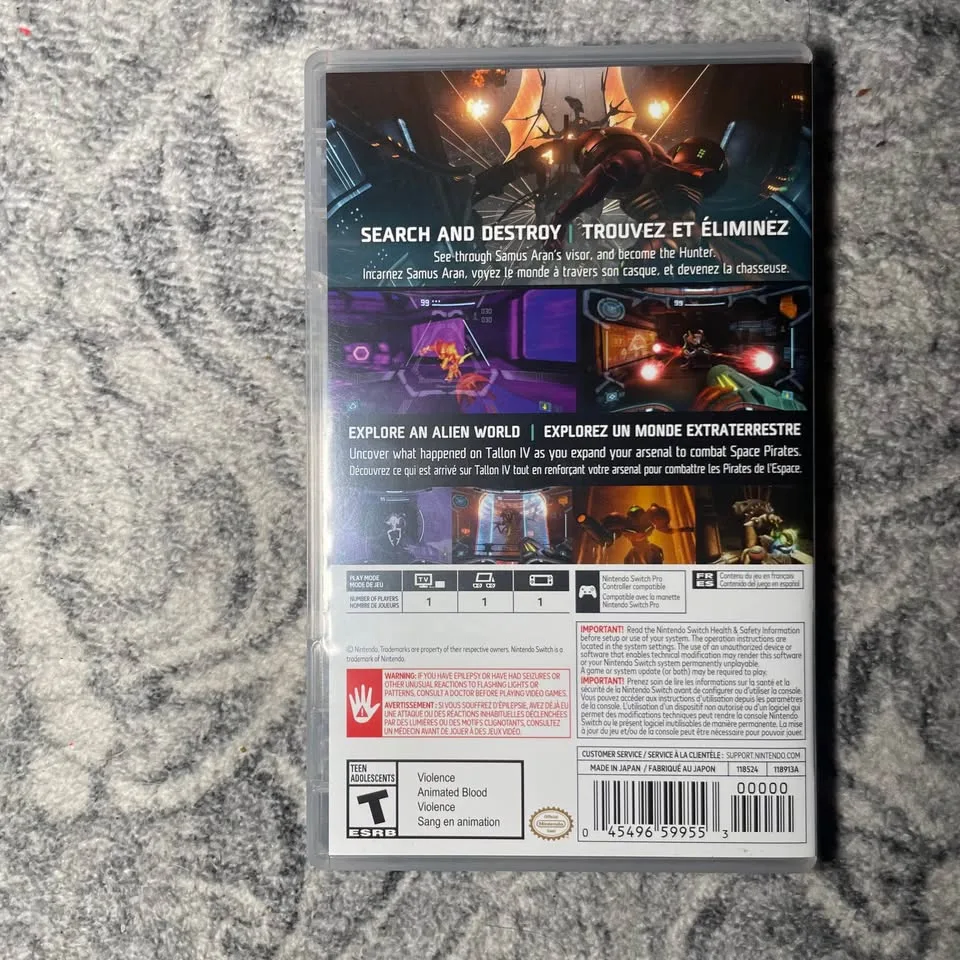 SEARCH AND DESTROY | TROUVEZ ET ÉLIMINEZ
See through Samus Aran's visor, and become the Hunter.
Incarnez Samus Aran, voyez le monde à travers son casque, et devenez la chasseuse.
99
99
EXPLORE AN ALIEN WORLD | EXPLOREZ UN MONDE EXTRATERRESTRE
Uncover what happened on Tallon IV as you expand your arsenal to combat Space Pirates.
Découvrez ce qui est arrivé sur Tallon IV tout en renforçant votre arsenal pour combattre les Pirates de l'Espace.
PLAY MODE
MODE DE JEU
TV
NUMBER OF PLAYERS
NOMBRE DE JOUEURS
1 1 1
Nintendo Switch Pro
Controller compatible
Compatible avec la manette
Nintendo Switch Pro
FR
ES
Contenu du jeu en français
Contenido del juego en español
© Nintendo. Trademarks are property of their respective owners. Nintendo Switch is a
trademark of Nintendo.
WARNING: IF YOU HAVE EPILEPSY OR HAVE HAD SEIZURES OR
OTHER UNUSUAL REACTIONS TO FLASHING LIGHTS OR
PATTERNS, CONSULT A DOCTOR BEFORE PLAYING VIDEO GAMES.
AVERTISSEMENT : SI VOUS SOUFFREZ D'ÉPILEPSIE, AVEZ DÉJÀ EU
UNE ATTAQUE OU DES RÉACTIONS INHABITUELLES DÉCLENCHÉES
PAR DES LUMIÈRES OU DES MOTIFS CLIGNOTANTS, CONSULTEZ
UN MÉDECIN AVANT DE JOUER À DES JEUX VIDÉO.
IMPORTANT! Read the Nintendo Switch Health & Safety Information
before setup or use of your system. The operation instructions are
located in the system settings. The use of an unauthorized device or
software that enables technical modification may render this software
or your Nintendo Switch system permanently unplayable.
A game or system update (or both) may be required to play.
IMPORTANT! Prenez soin de lire les informations sur la santé et la
sécurité de la Nintendo Switch avant de configurer ou d'utiliser la console.
Vous pouvez accéder aux instructions d'utilisation depuis les paramètres de
la console. L'utilisation d'un dispositif non autorisé ou d'un logiciel qui
permet des modifications techniques peut rendre la console Nintendo
Switch ou le présent logiciel inutilisables de manière permanente. La mise
à jour du jeu et/ou de la console peut être nécessaire pour pouvoir jouer.
CUSTOMER SERVICE / SERVICE À LA CLIENTÈLE : SUPPORT.NINTENDO.COM
MADE IN JAPAN / FABRIQUÉ AU JAPON 118524 118913A
TEEN
ADOLESCENTS
T
ESRB
Violence
Animated Blood
Violence
Sang en animation
Official
Nintendo
Seal
00000
0 45496 59955 3